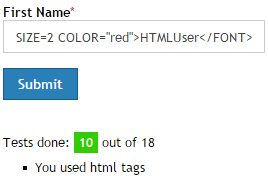 First Name*
SIZE=2 COLOR="red">HTMLUser</FONT>
Submit
Tests done: 10 out of 18
You used html tags